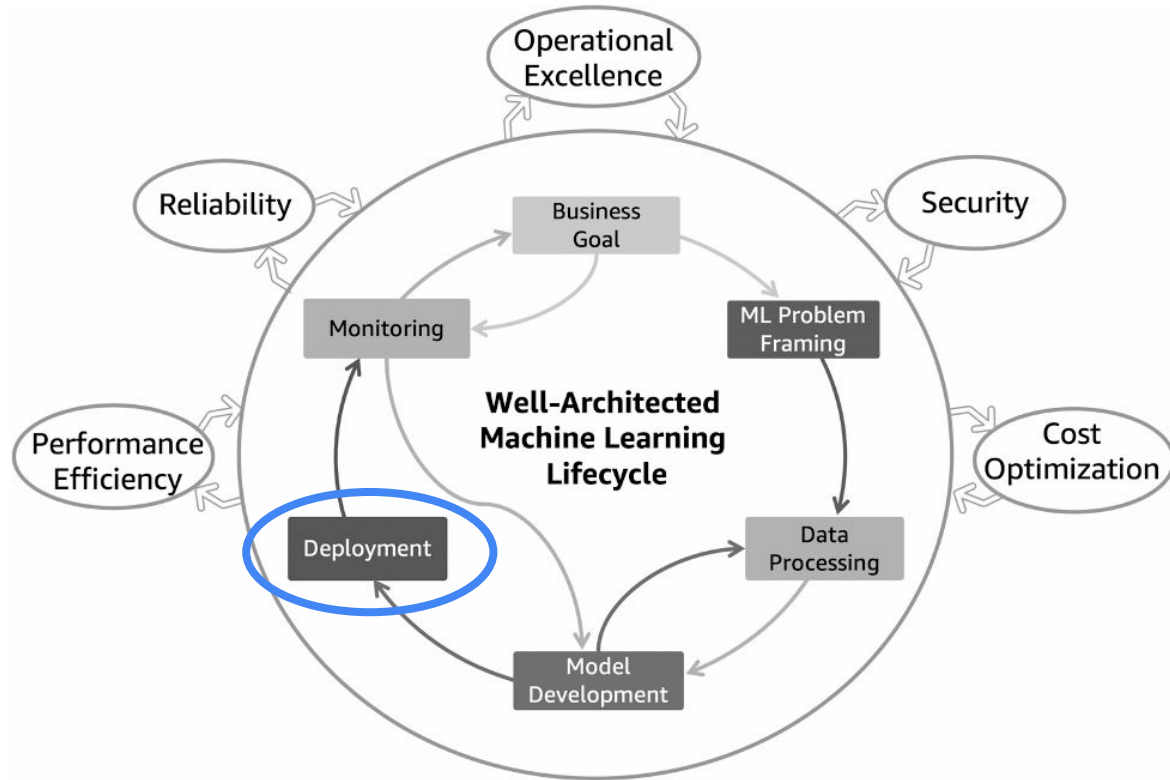 Operational
Excellence
Reliability
Security
Business
Goal
Monitoring
ML Problem
Framing
Well-Architected
Machine Learning
Lifecycle
Performance
Efficiency
Cost
Optimization
Deployment
Data
Processing
Model
Development